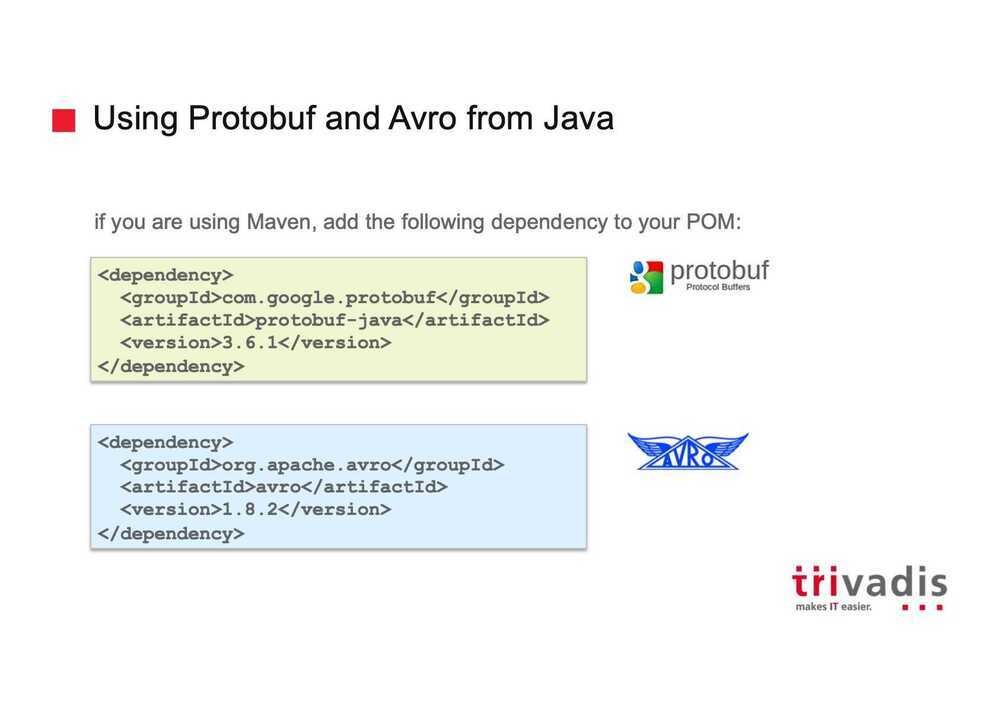 Using Protobuf and Avro from Java
if you are using Maven, add the following dependency to your POM:
<dependency>
  <groupId>com.google.protobuf</groupId>
  <artifactId>protobuf-java</artifactId>
  <version>3.6.1</version>
</dependency>
protobuf
Protocol Buffers
<dependency>
  <groupId>org.apache.avro</groupId>
  <artifactId>avro</artifactId>
  <version>1.8.2</version>
</dependency>
AVRO
trivadis
makes IT easier.